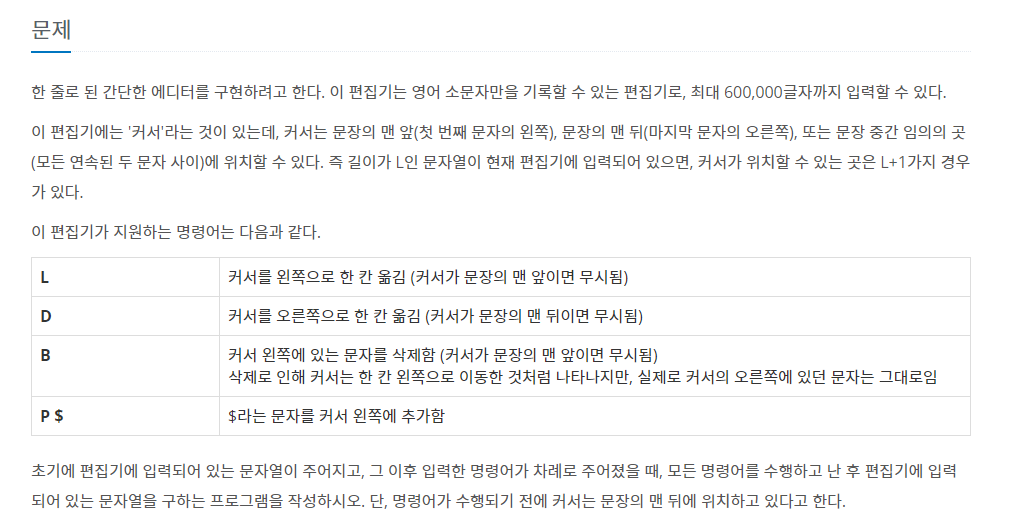 문제
한 줄로 된 간단한 에디터를 구현하려고 한다. 이 편집기는 영어 소문자만을 기록할 수 있는 편집기로, 최대 600,000글자까지 입력할 수 있다.
이 편집기에는 '커서'라는 것이 있는데, 커서는 문장의 맨 앞(첫 번째 문자의 왼쪽), 문장의 맨 뒤(마지막 문자의 오른쪽), 또는 문장 중간 임의의 곳
(모든 연속된 두 문자 사이)에 위치할 수 있다. 즉 길이가 L인 문자열이 현재 편집기에 입력되어 있으면, 커서가 위치할 수 있는 곳은 L+1가지 경우
가 있다.
이 편집기가 지원하는 명령어는 다음과 같다.
L 커서를 왼쪽으로 한 칸 옮김 (커서가 문장의 맨 앞이면 무시됨)
D 커서를 오른쪽으로 한 칸 옮김 (커서가 문장의 맨 뒤이면 무시됨)
B 커서 왼쪽에 있는 문자를 삭제함 (커서가 문장의 맨 앞이면 무시됨)
삭제로 인해 커서는 한 칸 왼쪽으로 이동한 것처럼 나타나지만, 실제로 커서의 오른쪽에 있던 문자는 그대로임
P $ $라는 문자를 커서 왼쪽에 추가함
초기에 편집기에 입력되어 있는 문자열이 주어지고, 그 이후 입력한 명령어가 차례로 주어졌을 때, 모든 명령어를 수행하고 난 후 편집기에 입력
되어 있는 문자열을 구하는 프로그램을 작성하시오. 단, 명령어가 수행되기 전에 커서는 문장의 맨 뒤에 위치하고 있다고 한다.